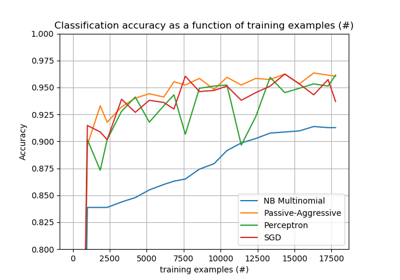 Classification accuracy as a function of training examples (#)
1.000
0.975
0.950
0.925
0.900
0.875
0.850
0.825
0.800
Accuracy
NB Multinomial
Passive-Aggressive
Perceptron
SGD
0 2500 5000 7500 10000 12500 15000 17500
training examples (#)